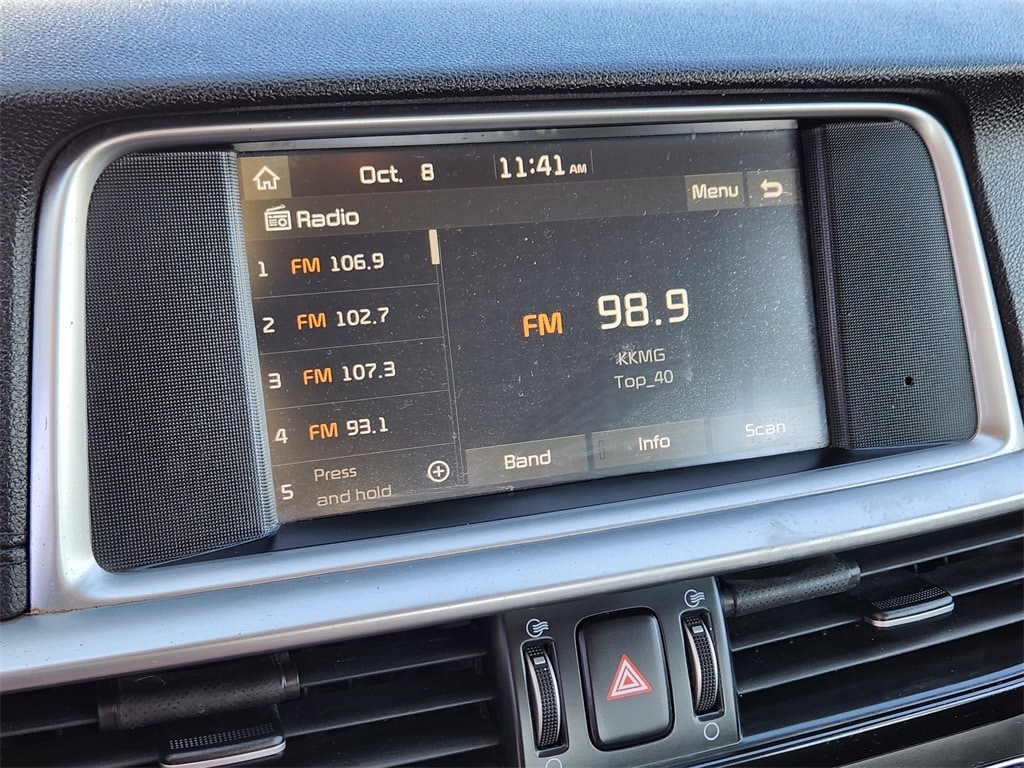 Oct. 8 11:41 AM
Menu
Radio
1 FM 106.9
2 FM 102.7
3 FM 107.3
4 FM 93.1
5 Press and hold
FM 98.9
KKMG
Top_40
Band Info Scan